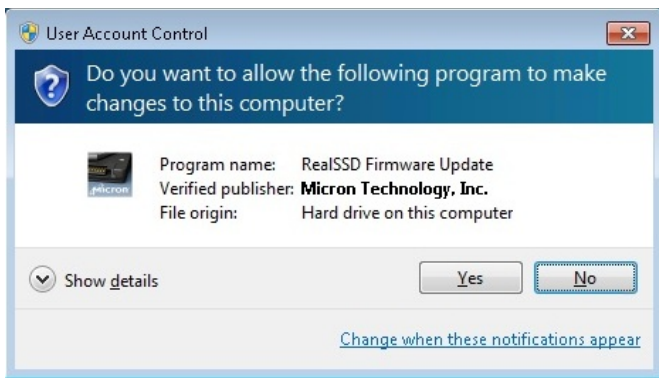 User Account Control
Do you want to allow the following program to make
changes to this computer?
Micron
Program name: RealSSD Firmware Update
Verified publisher: Micron Technology, Inc.
File origin: Hard drive on this computer
Show details
Yes
No
Change when these notifications appear